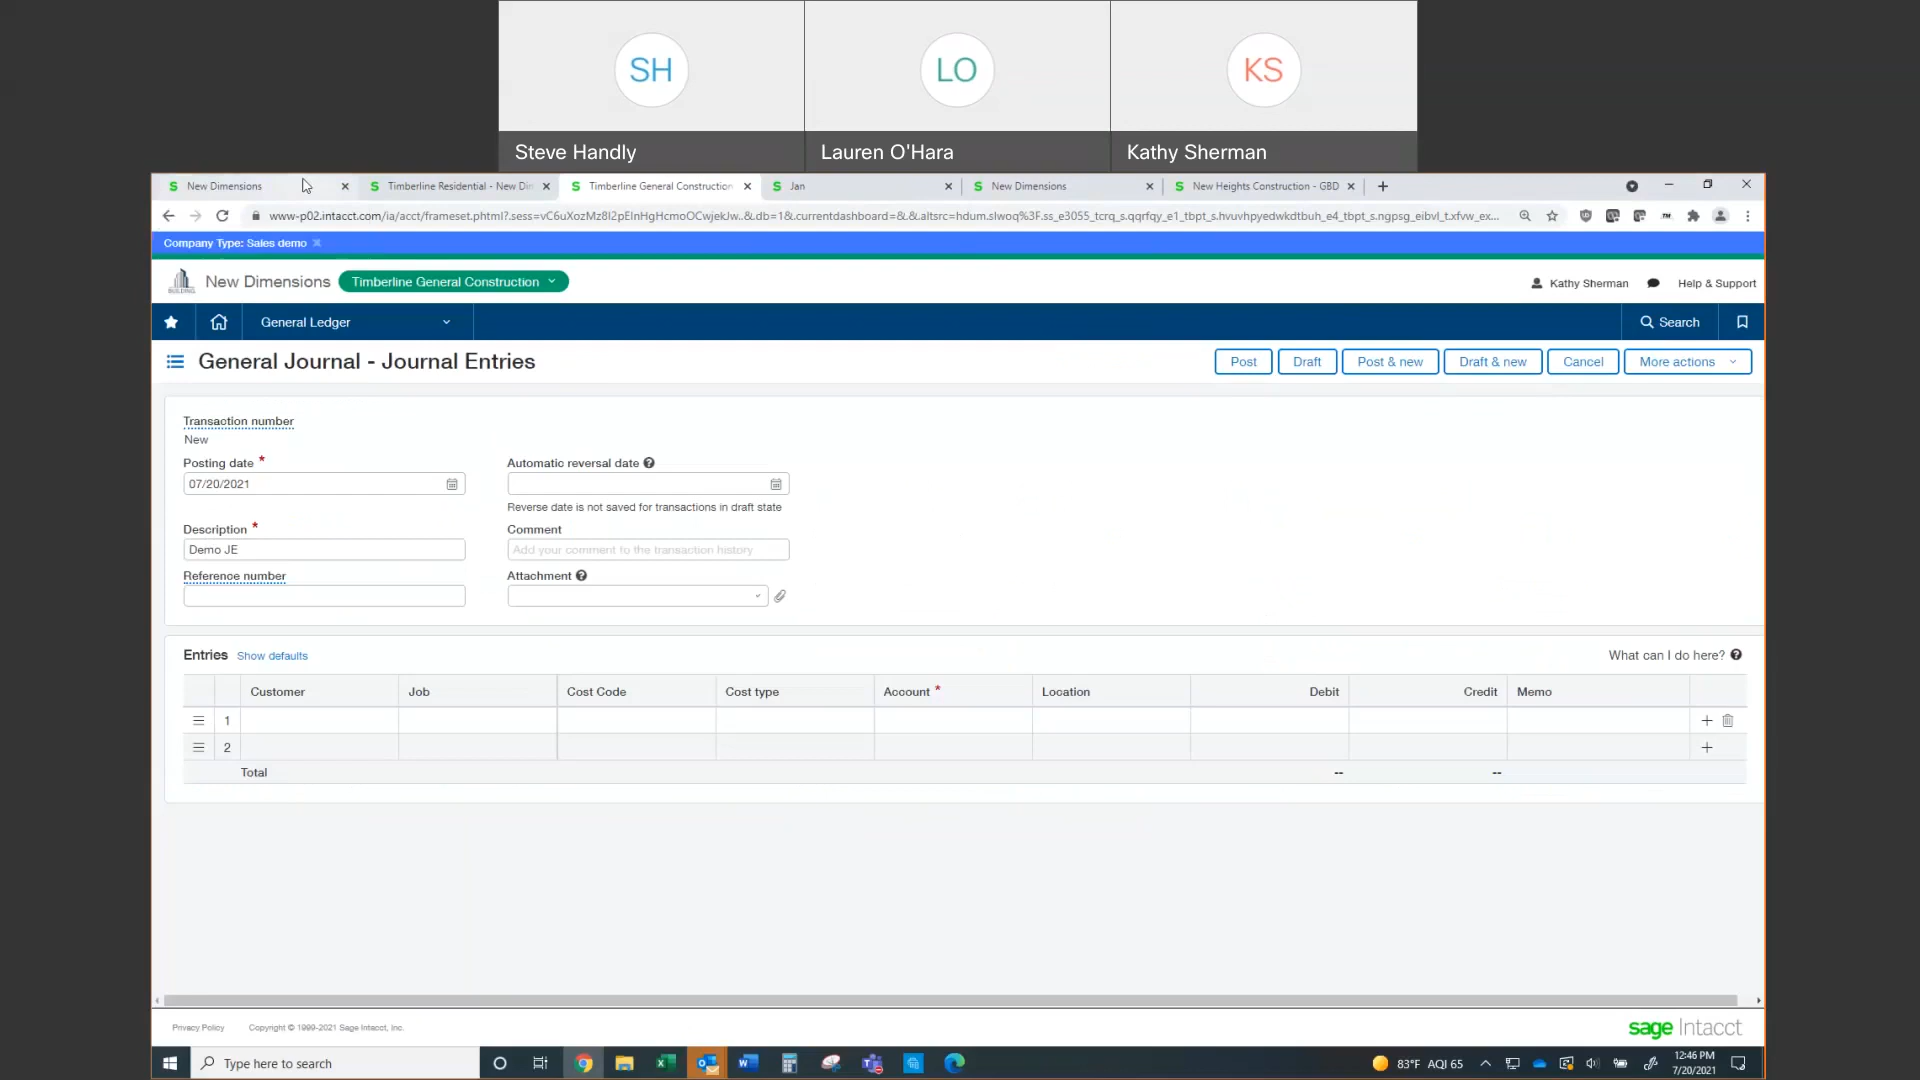 SH
LO
KS
Steve Handly
Lauren O'Hara
Kathy Sherman
New Dimensions
Timberline Residential - New Din
Timberline General Construction
Jan
New Dimensions
New Heights Construction - GBD
Company Type: Sales demo
New Dimensions
Timberline General Construction
Kathy Sherman
Help & Support
General Ledger
Search
General Journal - Journal Entries
Post
Draft
Post & new
Draft & new
Cancel
More actions
Transaction number
New
Posting date *
Automatic reversal date
07/20/2021
Reverse date is not saved for transactions in draft state
Description *
Comment
Demo JE
Add your comment to the transaction history
Reference number
Attachment
Entries Show defaults
What can I do here?
Customer Job Cost Code Cost type Account * Location Debit Credit Memo
1
2
Total -- --
Privacy Policy Copyright © 1999-2021 Sage Intacct, Inc.
sage Intacct
Type here to search
83°F AQI 65
12:46 PM
7/20/2021